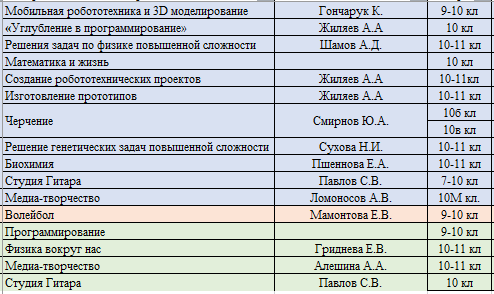 Мобильная робототехника и 3D моделирование Гончарук К. 9-10 кл
«Углубление в программирование» Жиляев А.А 10 кл
Решения задач по физике повышенной сложности Шамов А.Д. 10-11 кл
Математика и жизнь 10 кл
Создание робототехнических проектов Жиляев А.А 10-11кл
Изготовление прототипов Жиляев А.А 10-11 кл
Черчение Смирнов Ю.А. 10б кл
10в кл
Решение генетических задач повышенной сложности Сухова Н.И. 10-11 кл
Биохимия Пшеннова Е.А. 10-11 кл
Студия Гитара Павлов С.В. 7-10 кл
Медиа-творчество Ломоносов А.В. 10М кл.
Волейбол Мамонтова Е.В. 9-10 кл
Программирование 9-10 кл
Физика вокруг нас Гриднева Е.В. 10-11 кл
Медиа-творчество Алешина А.А. 10-11 кл
Студия Гитара Павлов С.В. 10 кл